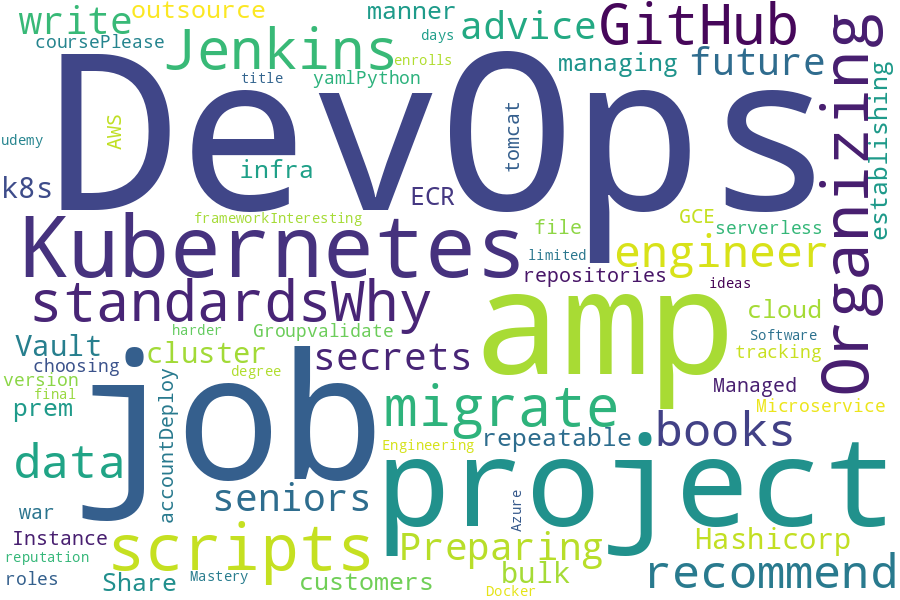 write
outsource
manner
advice
GitHub
coursePlease
Jenkins
days
enrolls
managing
future
title
yamlPython
DevOps
AWS
tomcat
udemy
infra
k8s
ECR
Organizing
establishing
frameworkInteresting
file
GCE
serverless
Kubernetes
engineer
limited
repositories
ideas
standardsWhy
amp
cloud
harder
Groupvalidate
Software
Vault
cluster
secrets
tracking
choosing
degree
version
final
job
Managed
prem
accountDeploy
migrate
Microservice
books
Engineering
repeatable
data
project
seniors
Azure
war
Instance
scripts
Preparing
Hashicorp
reputation
roles
Share
Mastery
customers
bulk
Docker
recommend